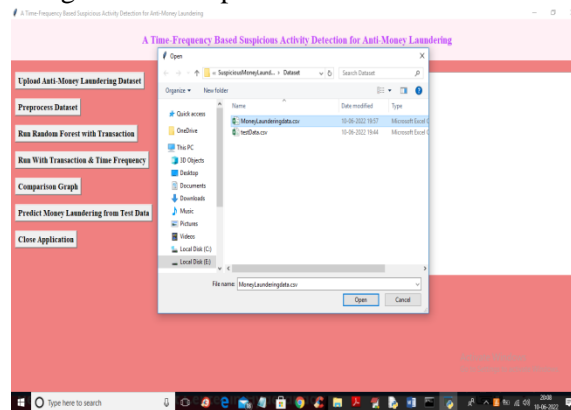 A Time-Frequency Based Suspicious Activity Detection for Anti-Money Laundering
A Time-Frequency Based Suspicious Activity Detection for Anti-Money Laundering
Open
« SuspiciousMoneyLaund... › Dataset
Search Dataset
Organize
New folder
Name
Date modified
Type
Quick access
OneDrive
This PC
3D Objects
Desktop
Documents
Downloads
Music
Pictures
Videos
Local Disk (C:)
Local Disk (E:)
MoneyLaunderingdata.csv
10-06-2022 19:57
Microsoft Excel C
testData.csv
10-06-2022 19:44
Microsoft Excel C
File name:
MoneyLaunderingdata.csv
Open
Cancel
Upload Anti-Money Laundering Dataset
Preprocess Dataset
Run Random Forest with Transaction
Run With Transaction & Time Frequency
Comparison Graph
Predict Money Laundering from Test Data
Close Application
Type here to search
20:08
10-06-2022